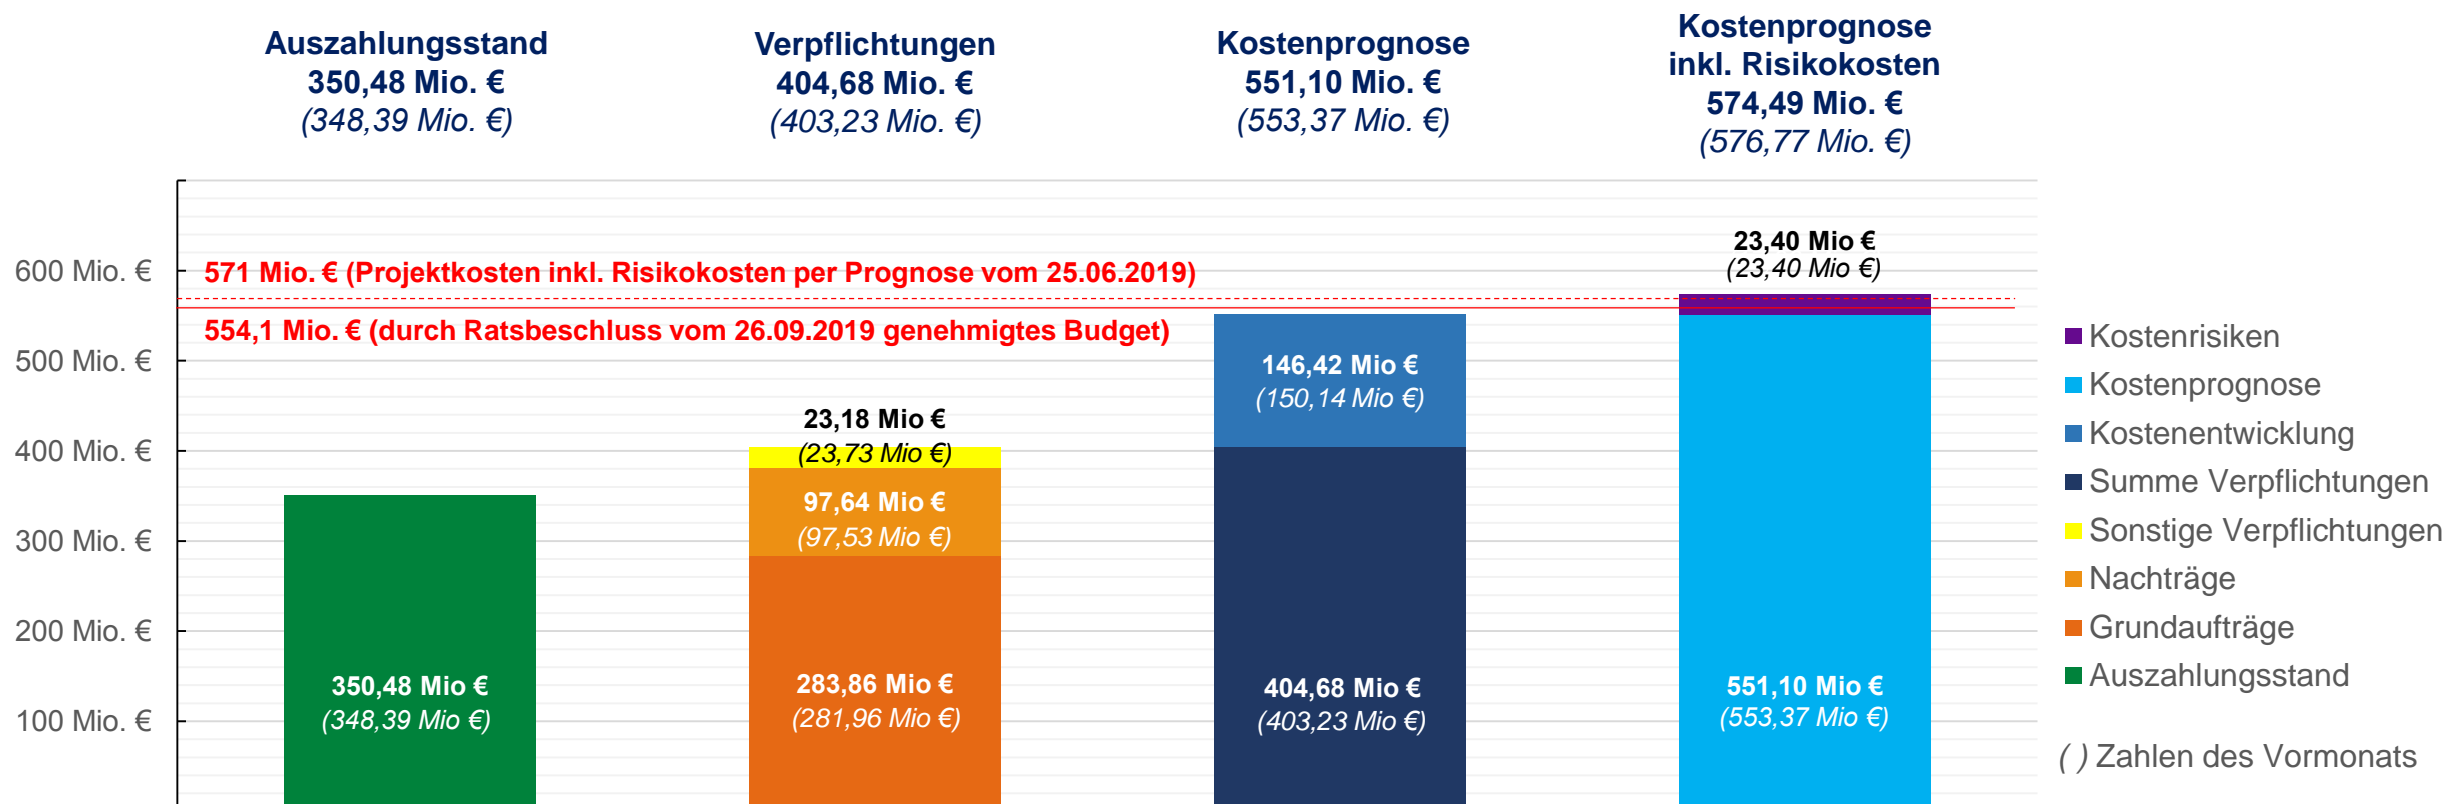 Auszahlungsstand
350,48 Mio. €
(348,39 Mio. €)
Verpflichtungen
404,68 Mio. €
(403,23 Mio. €)
Kostenprognose
551,10 Mio. €
(553,37 Mio. €)
Kostenprognose
inkl. Risikokosten
574,49 Mio. €
(576,77 Mio. €)
600 Mio. €
500 Mio. €
400 Mio. €
300 Mio. €
200 Mio. €
100 Mio. €
571 Mio. € (Projektkosten inkl. Risikokosten per Prognose vom 25.06.2019)
554,1 Mio. € (durch Ratsbeschluss vom 26.09.2019 genehmigtes Budget)
350,48 Mio €
(348,39 Mio €)
23,18 Mio €
(23,73 Mio €)
97,64 Mio €
(97,53 Mio €)
283,86 Mio €
(281,96 Mio €)
146,42 Mio €
(150,14 Mio €)
404,68 Mio €
(403,23 Mio €)
23,40 Mio €
(23,40 Mio €)
551,10 Mio €
(553,37 Mio €)
Kostenrisiken
Kostenprognose
Kostenentwicklung
Summe Verpflichtungen
Sonstige Verpflichtungen
Nachträge
Grundaufträge
Auszahlungsstand
( ) Zahlen des Vormonats